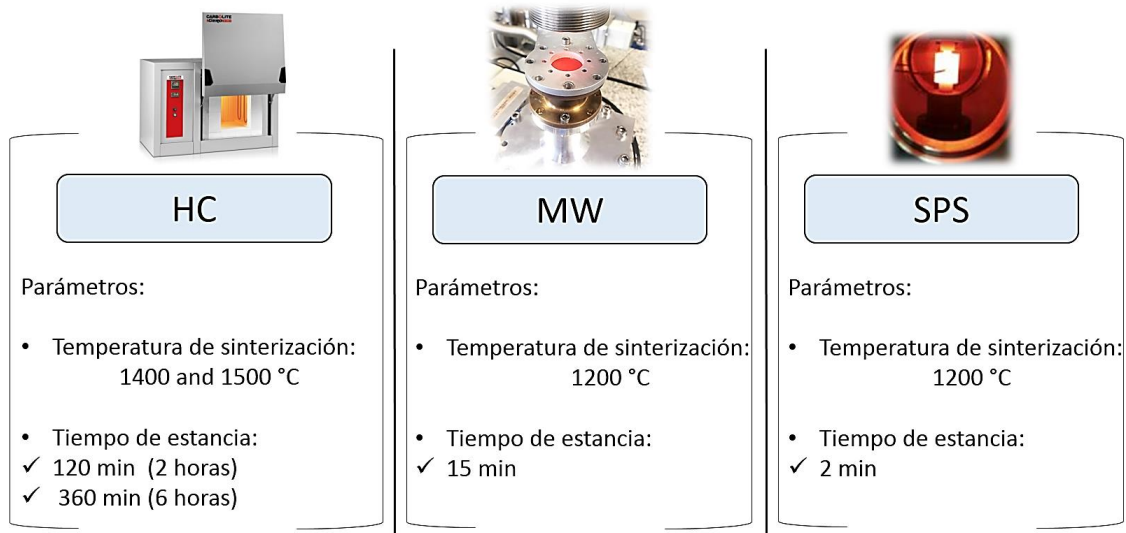 CARBOLITE
HC
Parámetros:
• Temperatura de sinterización:
1400 and 1500 °C
• Tiempo de estancia:
✓ 120 min (2 horas)
✓ 360 min (6 horas)
MW
Parámetros:
• Temperatura de sinterización:
1200 °C
• Tiempo de estancia:
✓ 15 min
SPS
Parámetros:
• Temperatura de sinterización:
1200 °C
• Tiempo de estancia:
✓ 2 min